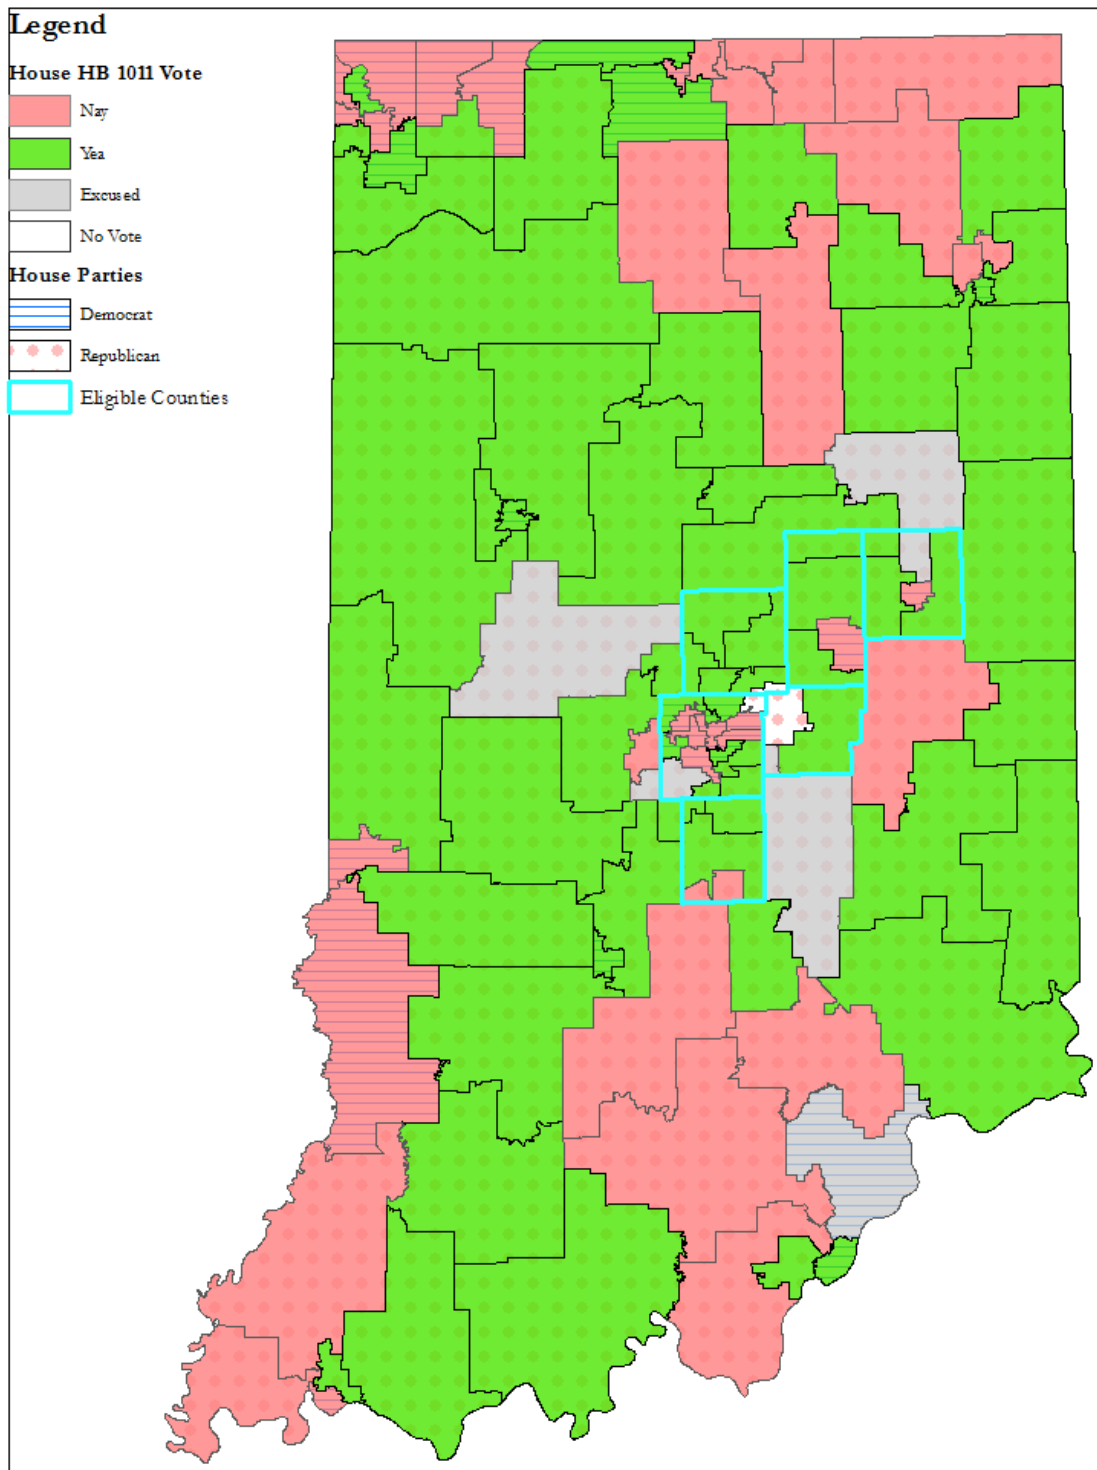 Legend
House HB 1011 Vote
Nay
Yea
Excused
No Vote
House Parties
Democrat
Republican
Eligible Counties